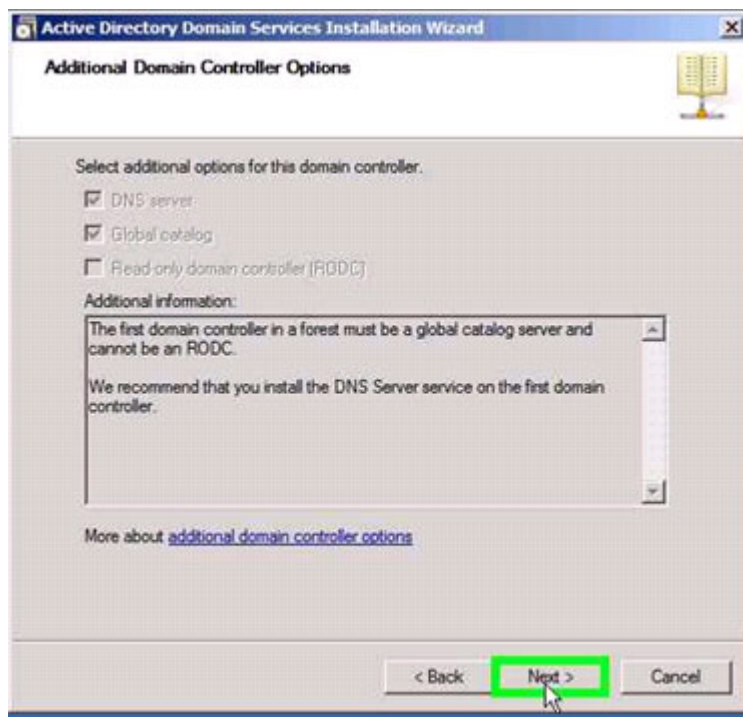 Active Directory Domain Services Installation Wizard
Additional Domain Controller Options
Select additional options for this domain controller.
DNS server
Global catalog
Read-only domain controller (RODC)
Additional information:
The first domain controller in a forest must be a global catalog server and
cannot be an RODC.
We recommend that you install the DNS Server service on the first domain
controller.
More about additional domain controller options
< Back
Next >
Cancel